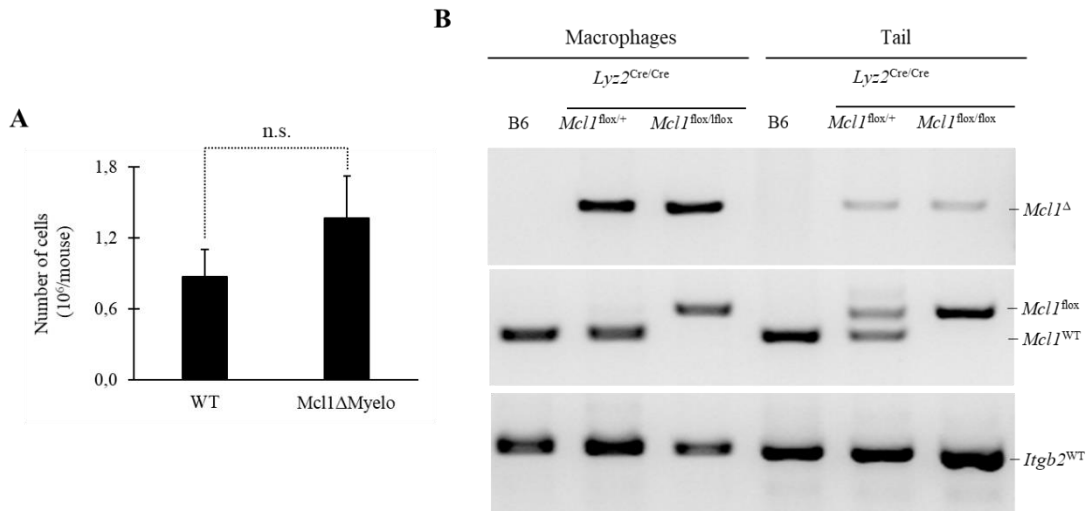 A
n.s.
Number of cells
(10⁶/mouse)
1,8
1,2
0,6
0,0
WT
Mcl1ΔMyelo
B
Macrophages
Tail
Lyz2Cre/Cre
Lyz2Cre/Cre
B6
Mcl1flox/+
Mcl1flox/lflox
B6
Mcl1flox/+
Mcl1flox/flox
Mcl1Δ
Mcl1flox
Mcl1WT
Itgb2WT